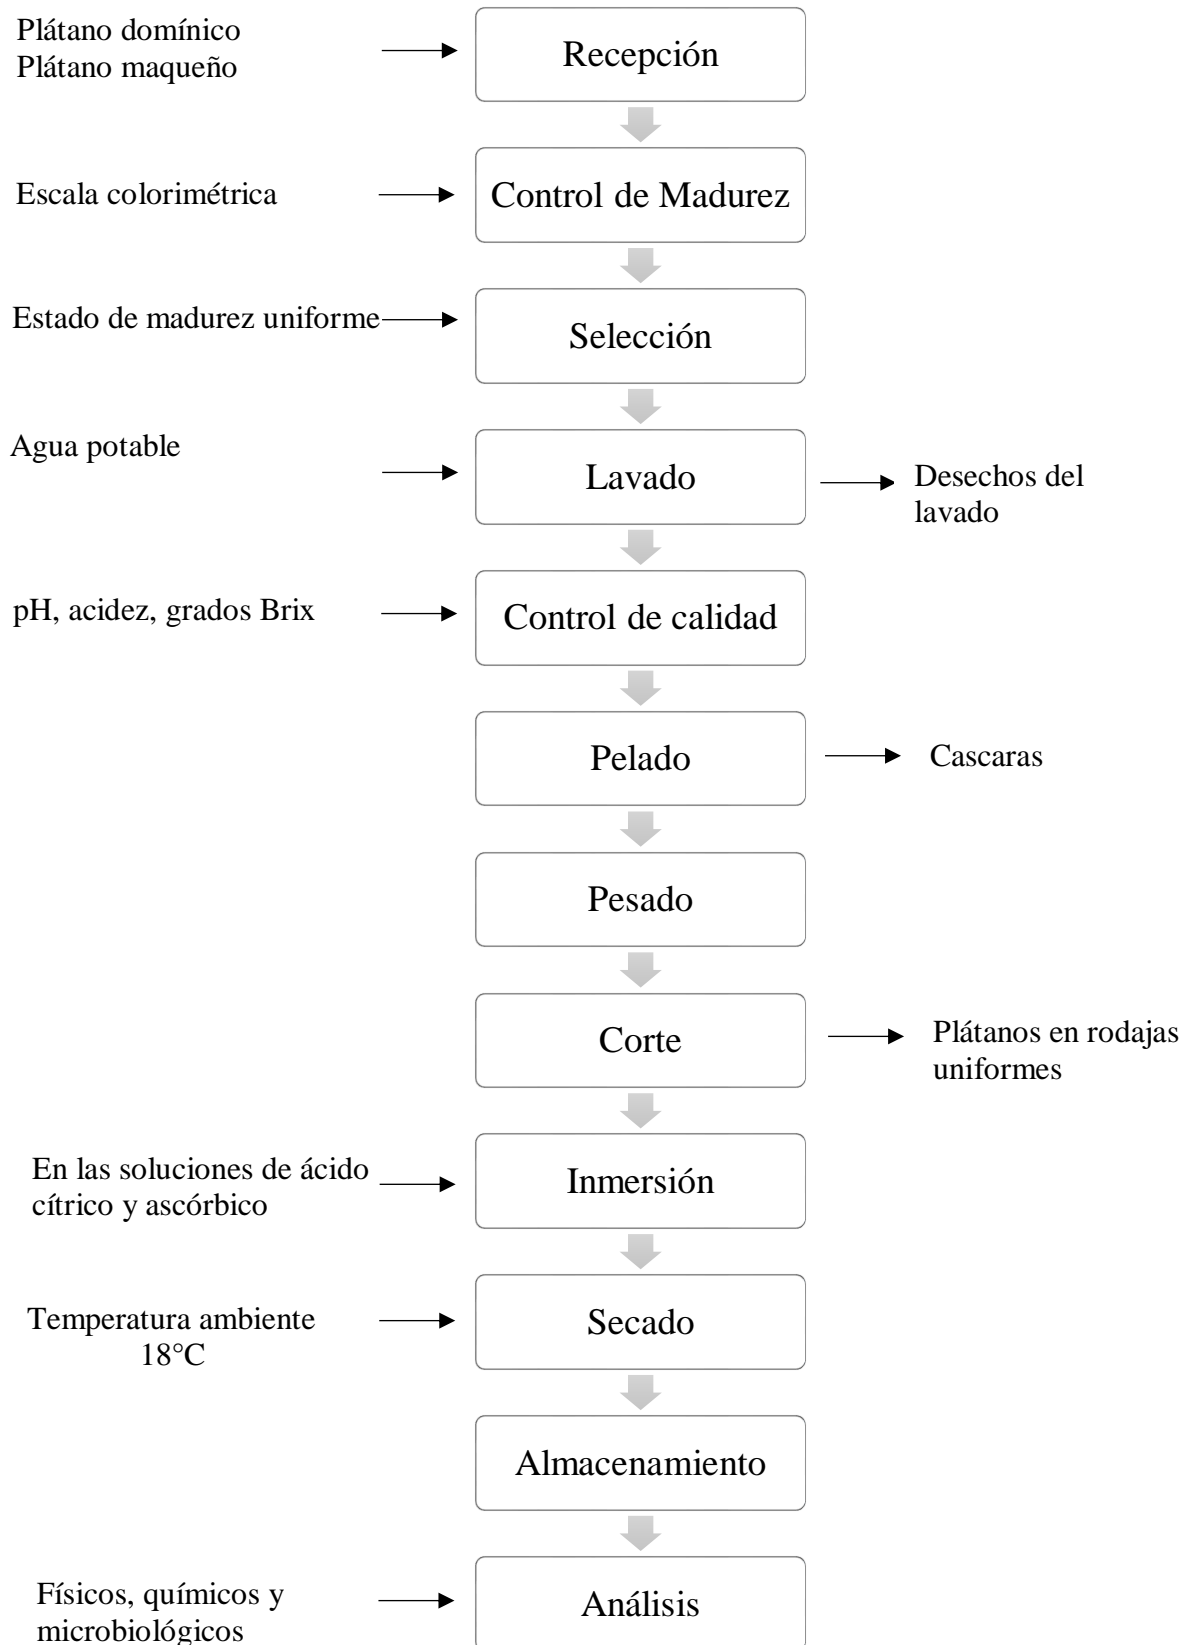 Plátano domínico
Plátano maqueño
Recepción
Escala colorimétrica
Control de Madurez
Estado de madurez uniforme
Selección
Agua potable
Lavado
Desechos del
lavado
pH, acidez, grados Brix
Control de calidad
Pelado
Cascaras
Pesado
Corte
Plátanos en rodajas
uniformes
En las soluciones de ácido
cítrico y ascórbico
Inmersión
Temperatura ambiente
18°C
Secado
Almacenamiento
Físicos, químicos y
microbiológicos
Análisis